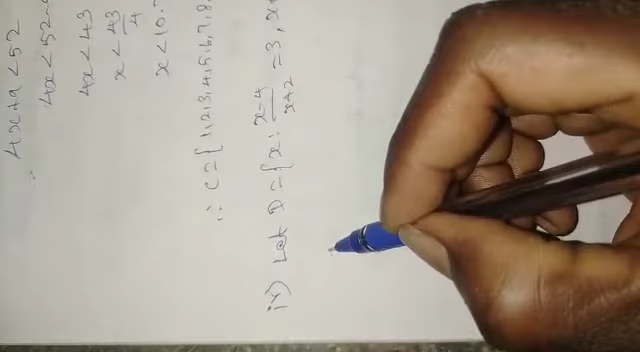 4x+9<52
4x<52-
4x<43
x<43/4
x<10.7
∴ C={1,2,3,4,5,6,7,8,
iv) Let D={x: x-4/x+2 =3, x